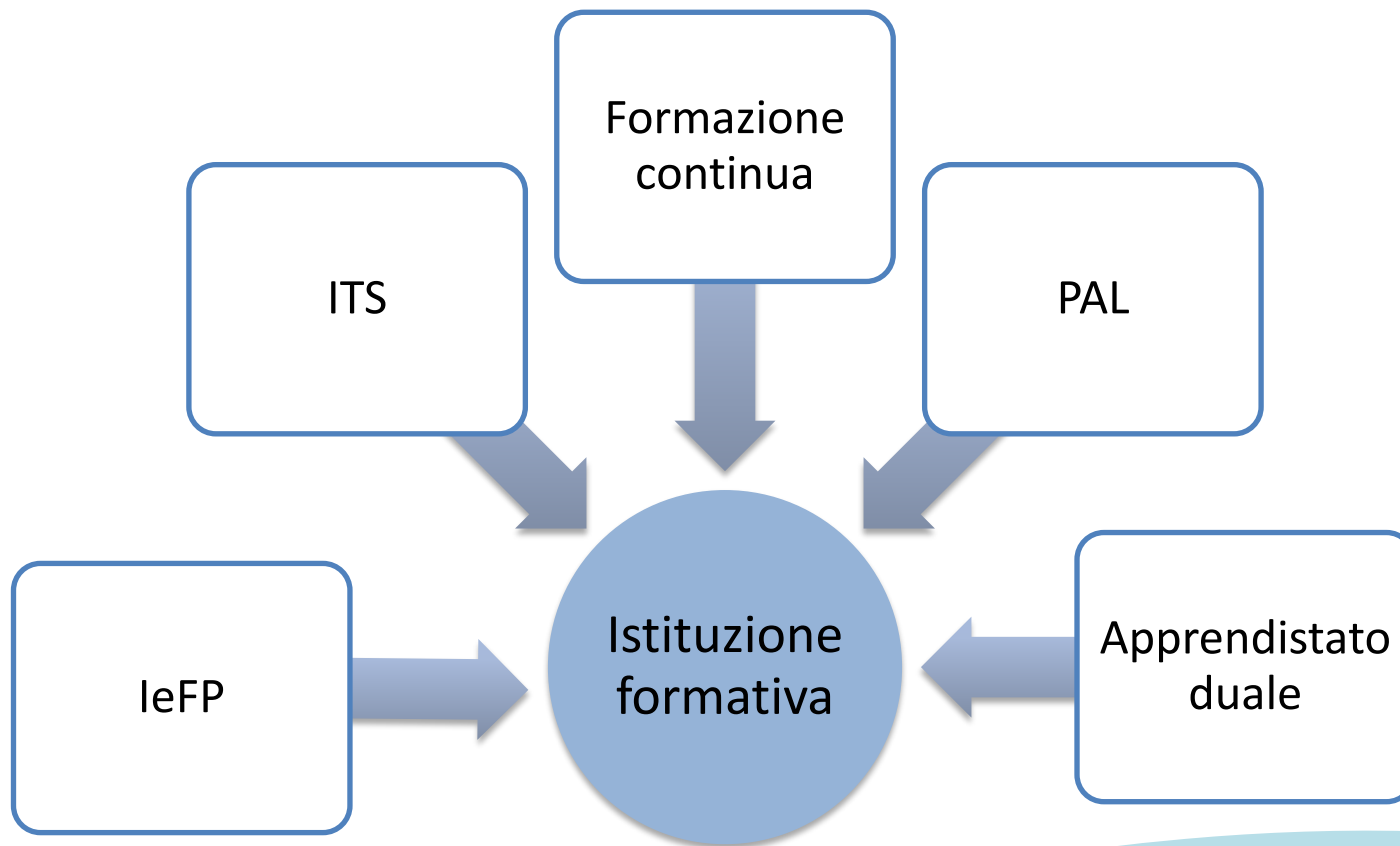 Formazione
continua
ITS
PAL
IeFP
Istituzione
formativa
Apprendistato
duale